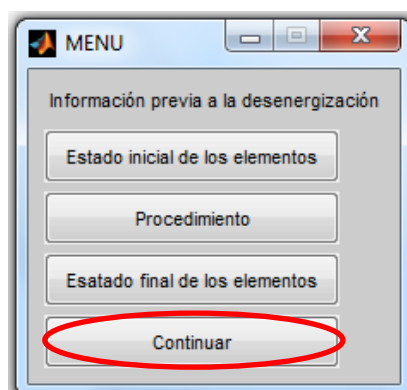 MENU
Información previa a la desenergización
Estado inicial de los elementos
Procedimiento
Esatado final de los elementos
Continuar